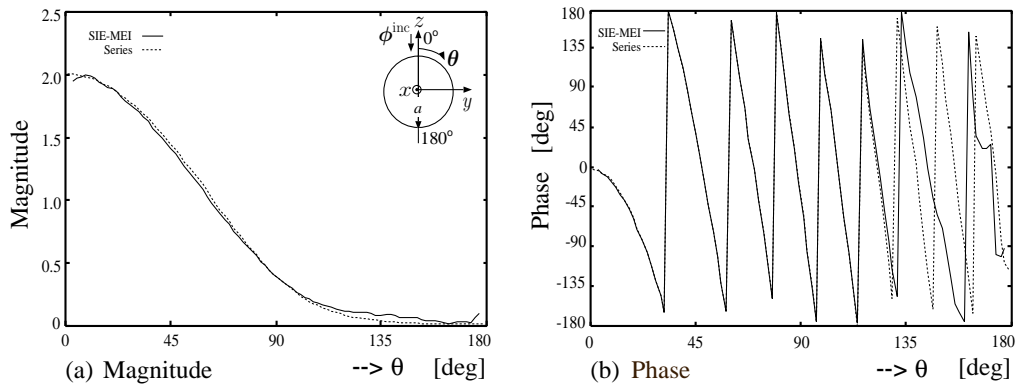 2.5
2.0
1.5
1.0
0.5
0
Magnitude
SIE-MEI
Series
ϕ^inc
z
0°
θ
x
y
a
180°
0 45 90 135 180
(a) Magnitude --> θ [deg]
180
135
90
45
0
-45
-90
-135
-180
Phase [deg]
SIE-MEI
Series
0 45 90 135 180
(b) Phase --> θ [deg]